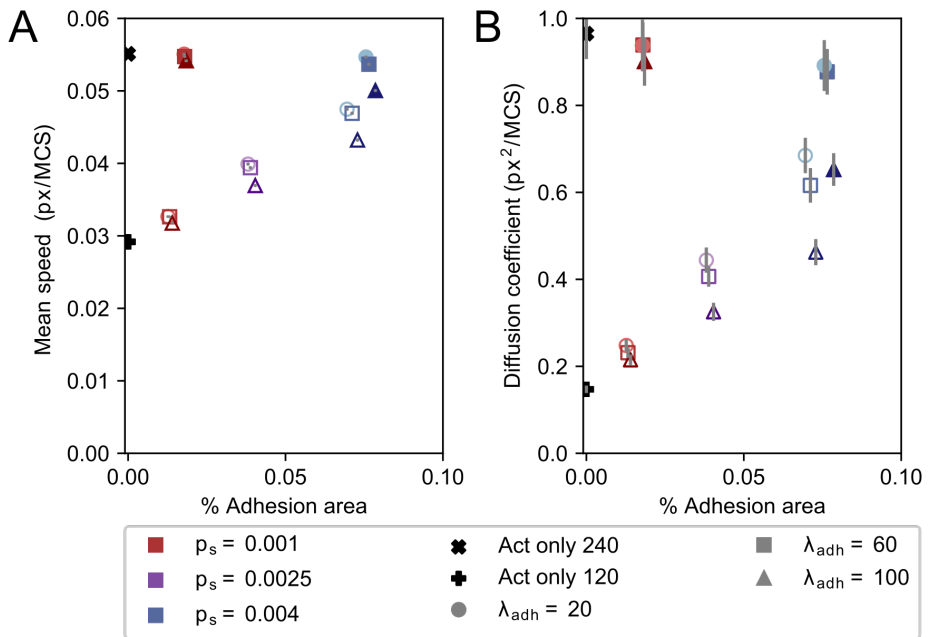 A
0.06
0.05
0.04
0.03
0.02
0.01
0.00
Mean speed (px/MCS)
0.00 0.05 0.10
% Adhesion area
B
1.0
0.8
0.6
0.4
0.2
0.0
Diffusion coefficient (px²/MCS)
0.00 0.05 0.10
% Adhesion area
pₛ = 0.001
pₛ = 0.0025
pₛ = 0.004
Act only 240
Act only 120
λadh = 20
λadh = 60
λadh = 100